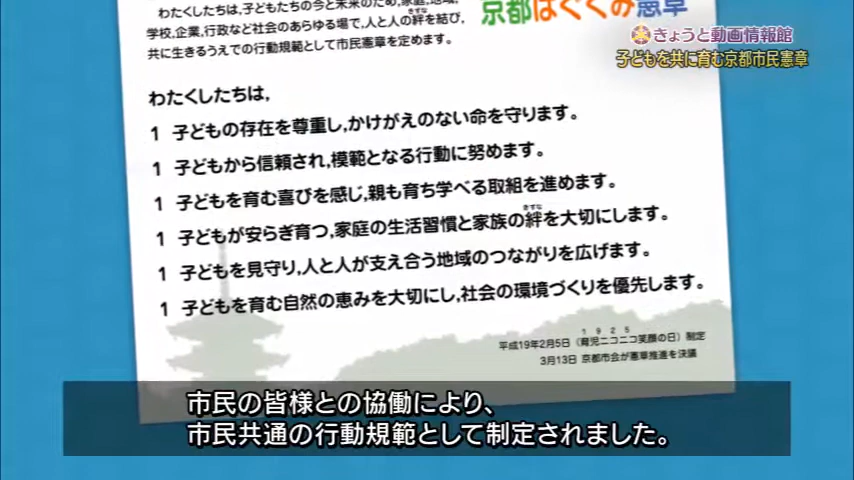 わたくしたちは､子どもたちの今と未来のため､家庭､地域､
京都はぐくみ憲章
学校､企業､行政など社会のあらゆる場で､人と人の絆を結び､
きずな
共に生きるうえでの行動規範として市民憲章を定めます。
きょうと動画情報館
子どもを共に育む京都市民憲章
わたくしたちは､
1 子どもの存在を尊重し､かけがえのない命を守ります。
1 子どもから信頼され､模範となる行動に努めます。
1 子どもを育む喜びを感じ､親も育ち学べる取組を進めます。
きずな
1 子どもが安らぎ育つ､家庭の生活習慣と家族の絆を大切にします。
1 子どもを見守り､人と人が支え合う地域のつながりを広げます。
1 子どもを育む自然の恵みを大切にし､社会の環境づくりを優先します。
1 9 2 5
平成19年2月5日（育児ニコニコ笑顔の日）制定
3月13日 京都市会が憲章推進を決議
市民の皆様との協働により、
市民共通の行動規範として制定されました。